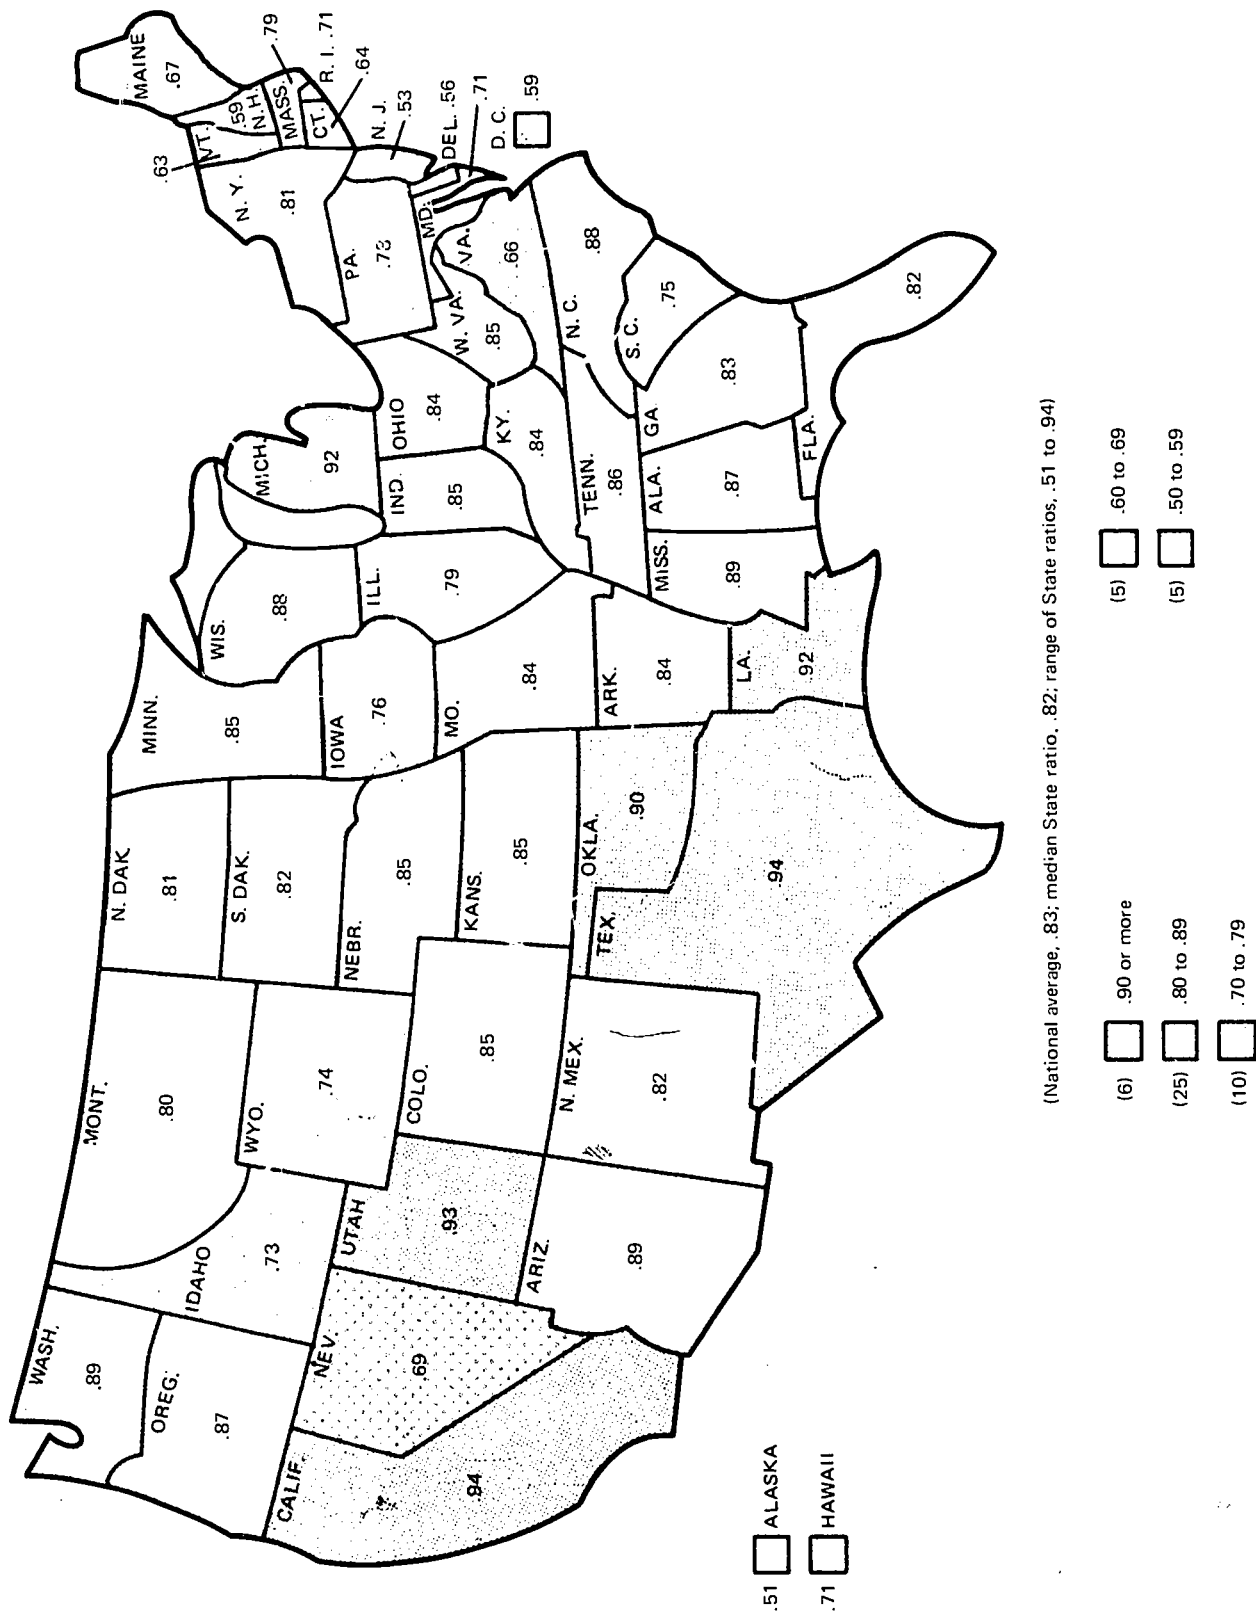 WASH.
.89
OREG.
.87
CALIF.
.94
NEV.
.69
IDAHO
.73
MONT.
.80
WYO.
.74
UTAH
.93
ARIZ.
.89
COLO.
.85
N. MEX.
.82
N. DAK.
.81
S. DAK.
.82
NEBR.
.85
KANS.
.85
OKLA.
.90
TEX.
.94
MINN.
.85
IOWA
.76
MO.
.84
ARK.
.84
LA.
.92
WIS.
.88
ILL.
.79
MICH.
92
IND.
.85
OHIO
.84
KY.
.84
TENN.
.86
MISS.
.89
ALA.
.87
GA.
.83
FLA.
.82
S. C.
.75
N. C.
.88
VA.
.66
W. VA.
.85
PA.
N. Y.
.81
VT.
.63
N. H.
.59
MAINE
.67
MASS.
.79
R. I. .71
CT.
.64
N. J.
.53
DEL. .56
MD.
.71
D. C.
.59
.51 ALASKA
.71 HAWAII
(National average, .83; median State ratio, .82; range of State ratios, .51 to .94)
(6) .90 or more
(25) .80 to .89
(10) .70 to .79
(5) .60 to .69
(5) .50 to .59